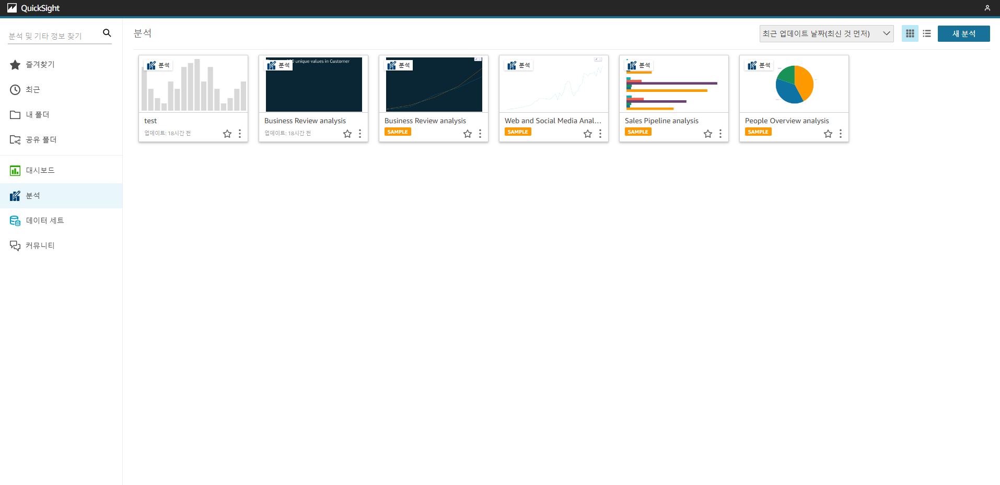 QuickSight
분석 및 기타 정보 찾기
즐겨찾기
최근
내 폴더
공유 폴더
대시보드
분석
데이터 세트
커뮤니티
분석
최근 업데이트 날짜(최신 것 먼저)
새 분석
분석
test
업데이트: 18시간 전
분석
unique values in Customer
Business Review analysis
업데이트: 18시간 전
분석
Business Review analysis
SAMPLE
분석
Web and Social Media Anal...
SAMPLE
분석
Sales Pipeline analysis
SAMPLE
분석
People Overview analysis
SAMPLE